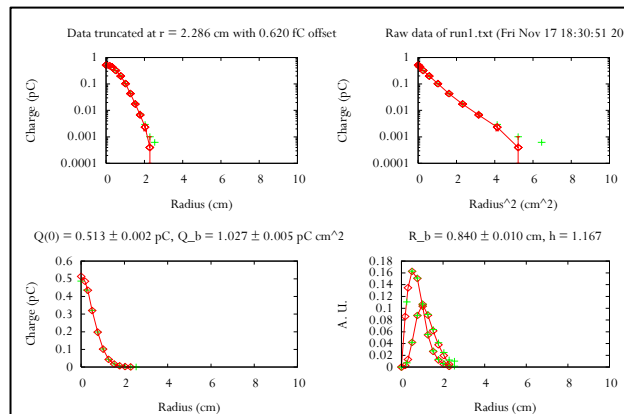 Data truncated at r = 2.286 cm with 0.620 fC offset
Charge (pC)
1
0.1
0.01
0.001
0.0001
0 2 4 6 8 10
Radius (cm)
Raw data of run1.txt (Fri Nov 17 18:30:51 20
Charge (pC)
1
0.1
0.01
0.001
0.0001
0 2 4 6 8 10
Radius^2 (cm^2)
Q(0) = 0.513 ± 0.002 pC, Q_b = 1.027 ± 0.005 pC cm^2
Charge (pC)
0.6
0.5
0.4
0.3
0.2
0.1
0
0 2 4 6 8 10
Radius (cm)
R_b = 0.840 ± 0.010 cm, h = 1.167
A. U.
0.18
0.16
0.14
0.12
0.1
0.08
0.06
0.04
0.02
0
0 2 4 6 8 10
Radius (cm)